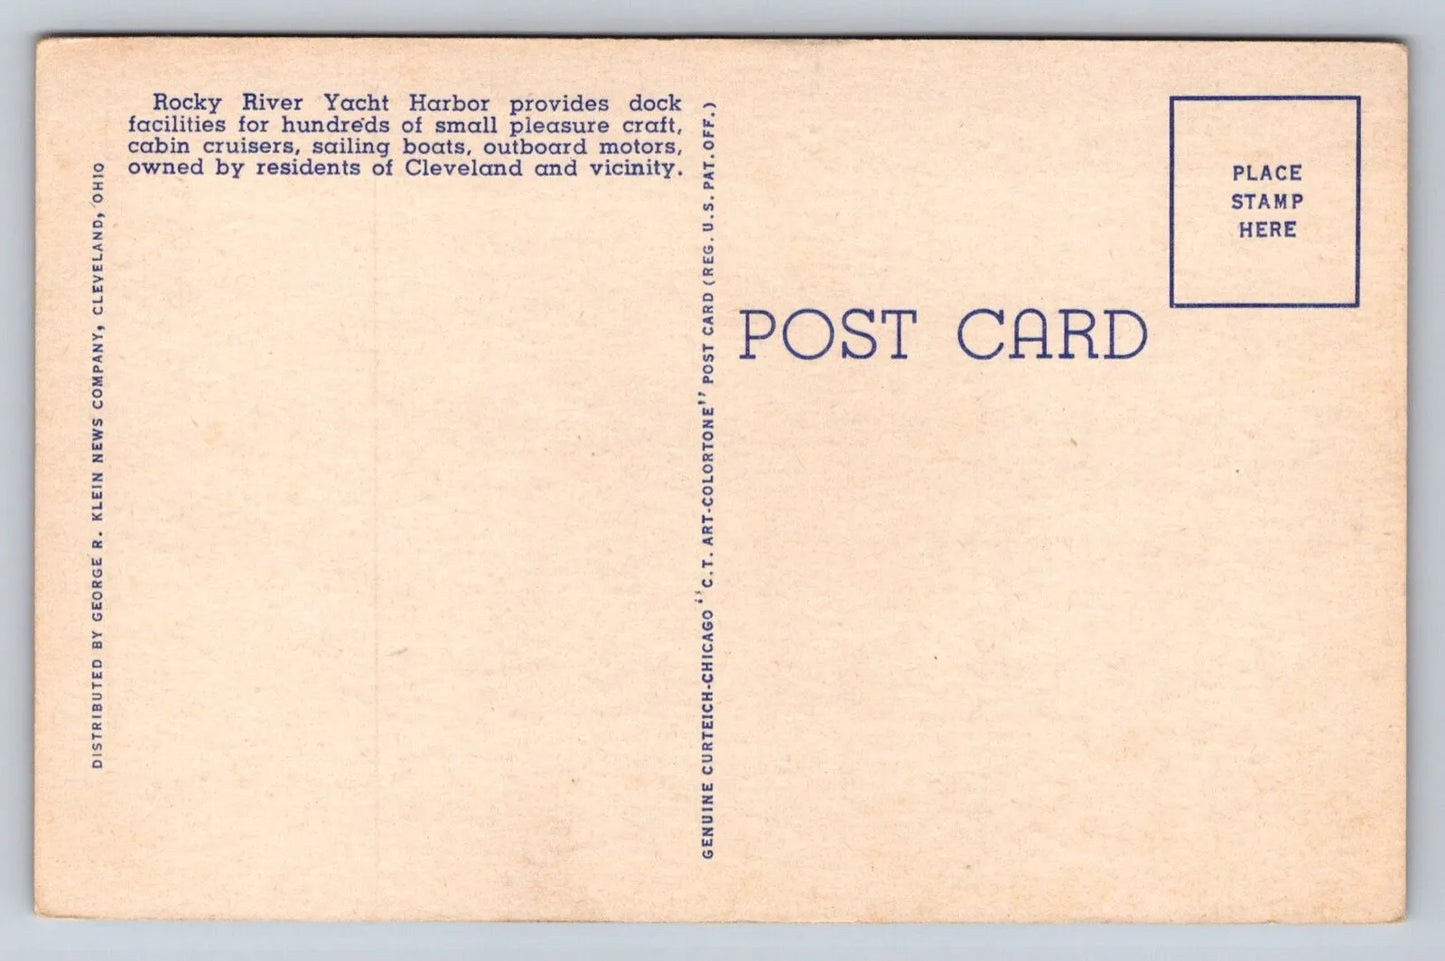 Rocky River Yacht Harbor provides dock
facilities for hundreds of small pleasure craft,
cabin cruisers, sailing boats, outboard motors,
owned by residents of Cleveland and vicinity.
DISTRIBUTED BY GEORGE R. KLEIN NEWS COMPANY, CLEVELAND, OHIO
GENUINE CURTEICH-CHICAGO "C.T. ART-COLORTONE" POST CARD (REG. U.S. PAT. OFF.)
POST CARD
PLACE
STAMP
HERE